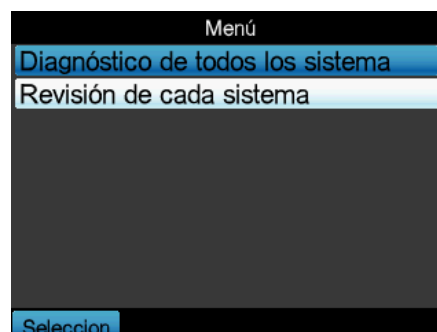 Menú
Diagnóstico de todos los sistema
Revisión de cada sistema
Seleccion